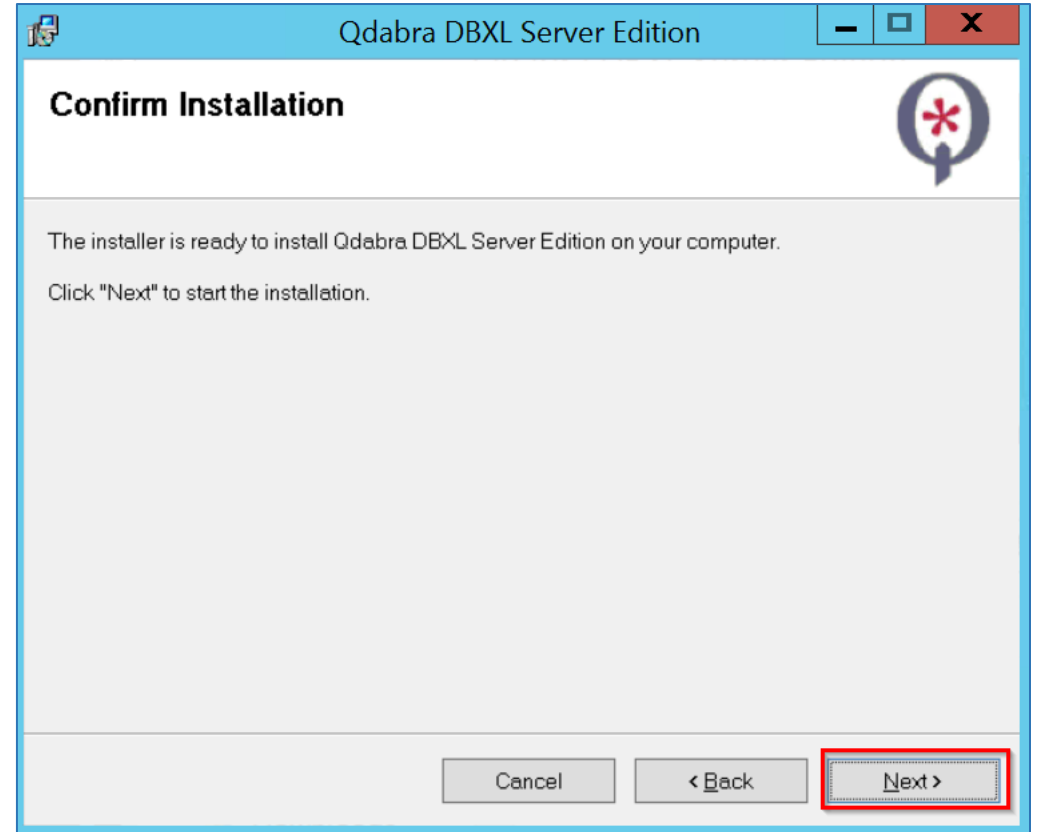 Qdabra DBXL Server Edition
Confirm Installation
The installer is ready to install Qdabra DBXL Server Edition on your computer.
Click "Next" to start the installation.
Cancel
< Back
Next >